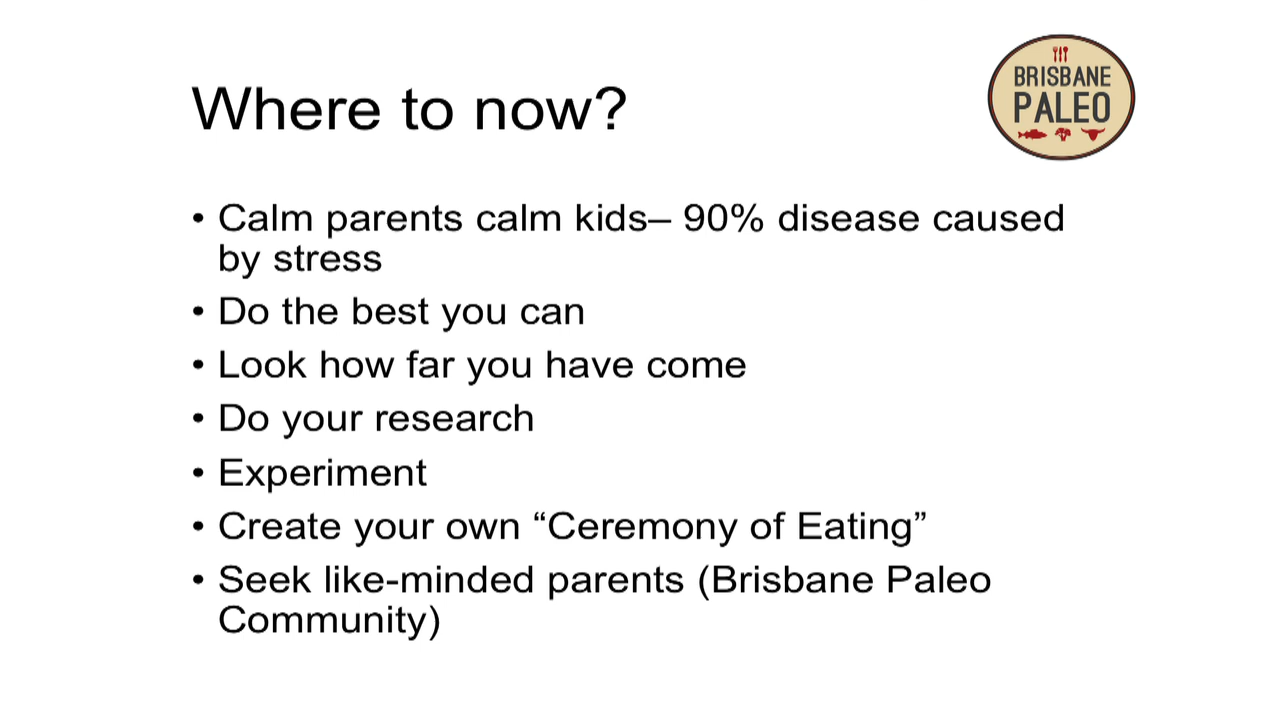 Where to now?
BRISBANE
PALEO
• Calm parents calm kids– 90% disease caused
by stress
• Do the best you can
• Look how far you have come
• Do your research
• Experiment
• Create your own “Ceremony of Eating”
• Seek like-minded parents (Brisbane Paleo
Community)